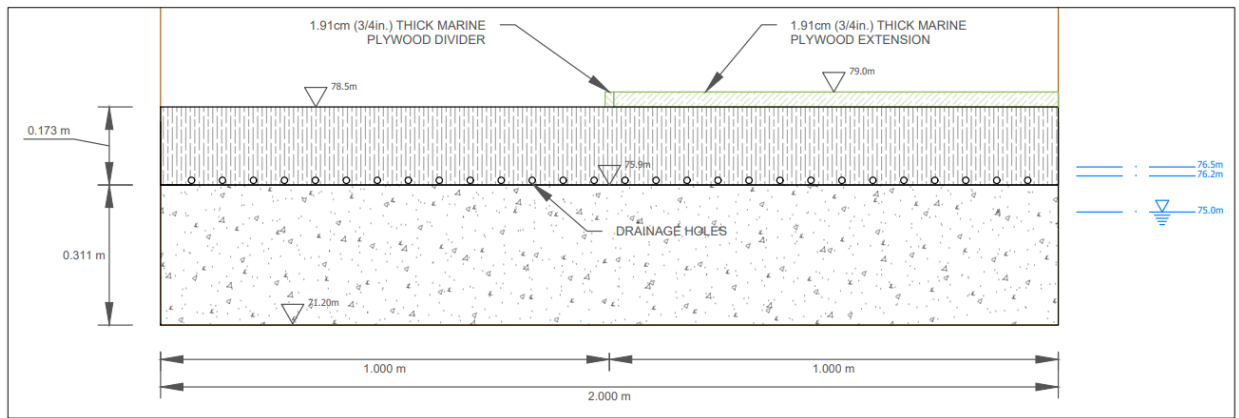 1.91cm (3/4in.) THICK MARINE
PLYWOOD DIVIDER
1.91cm (3/4in.) THICK MARINE
PLYWOOD EXTENSION
78.5m
79.0m
0.173 m
75.9m
76.5m
76.2m
75.0m
DRAINAGE HOLES
0.311 m
71.20m
1.000 m
1.000 m
2.000 m